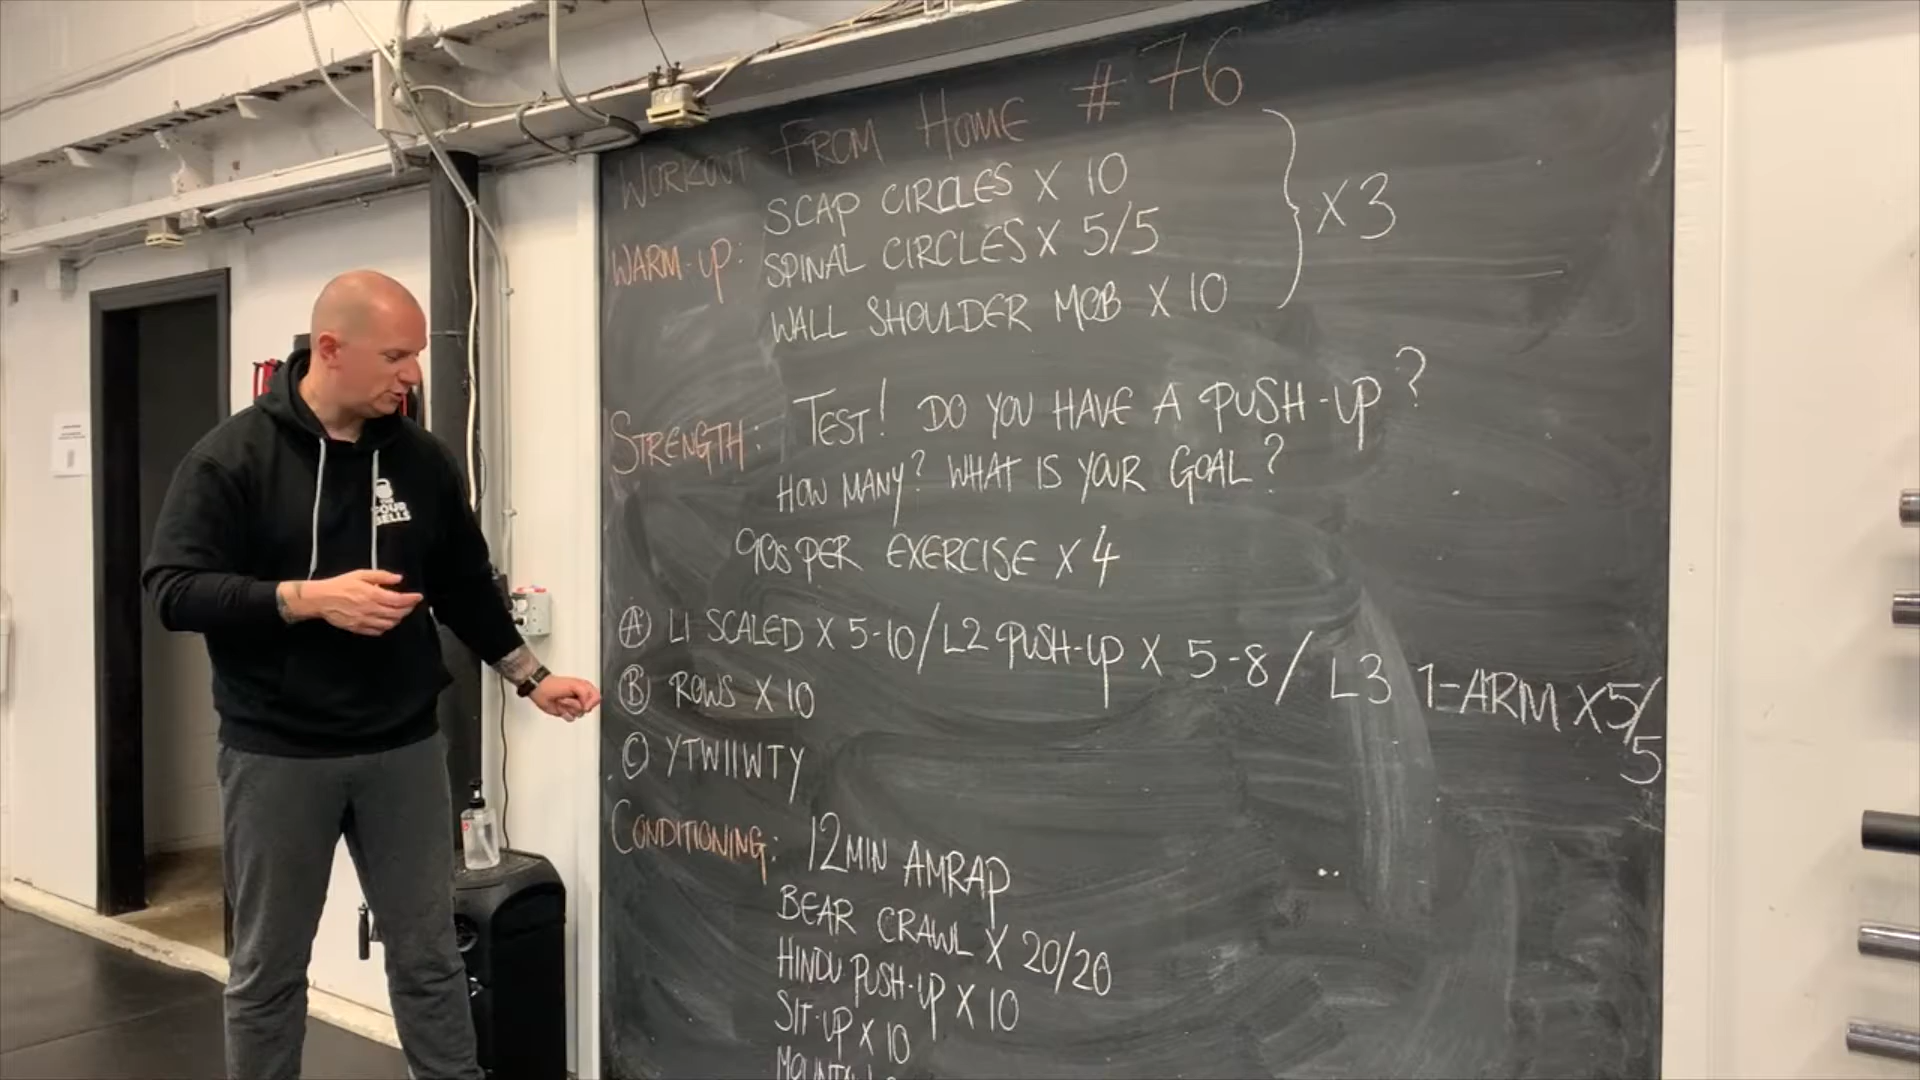 WORKOUT FROM HOME # 76
WARM-UP:
SCAP CIRCLES X 10
SPINAL CIRCLES X 5/5
WALL SHOULDER MOB X 10
} X 3
STRENGTH: TEST! DO YOU HAVE A PUSH-UP?
HOW MANY? WHAT IS YOUR GOAL?
90S PER EXERCISE X 4
Ⓐ L1 SCALED X 5-10/L2 PUSH-UP X 5-8/ L3 1-ARM X5/5
Ⓑ ROWS X 10
Ⓒ YTWIIWTY
CONDITIONING: 12MIN AMRAP
BEAR CRAWL X 20/20
HINDU PUSH-UP X 10
SIT-UP X 10
FOUR
BELLS